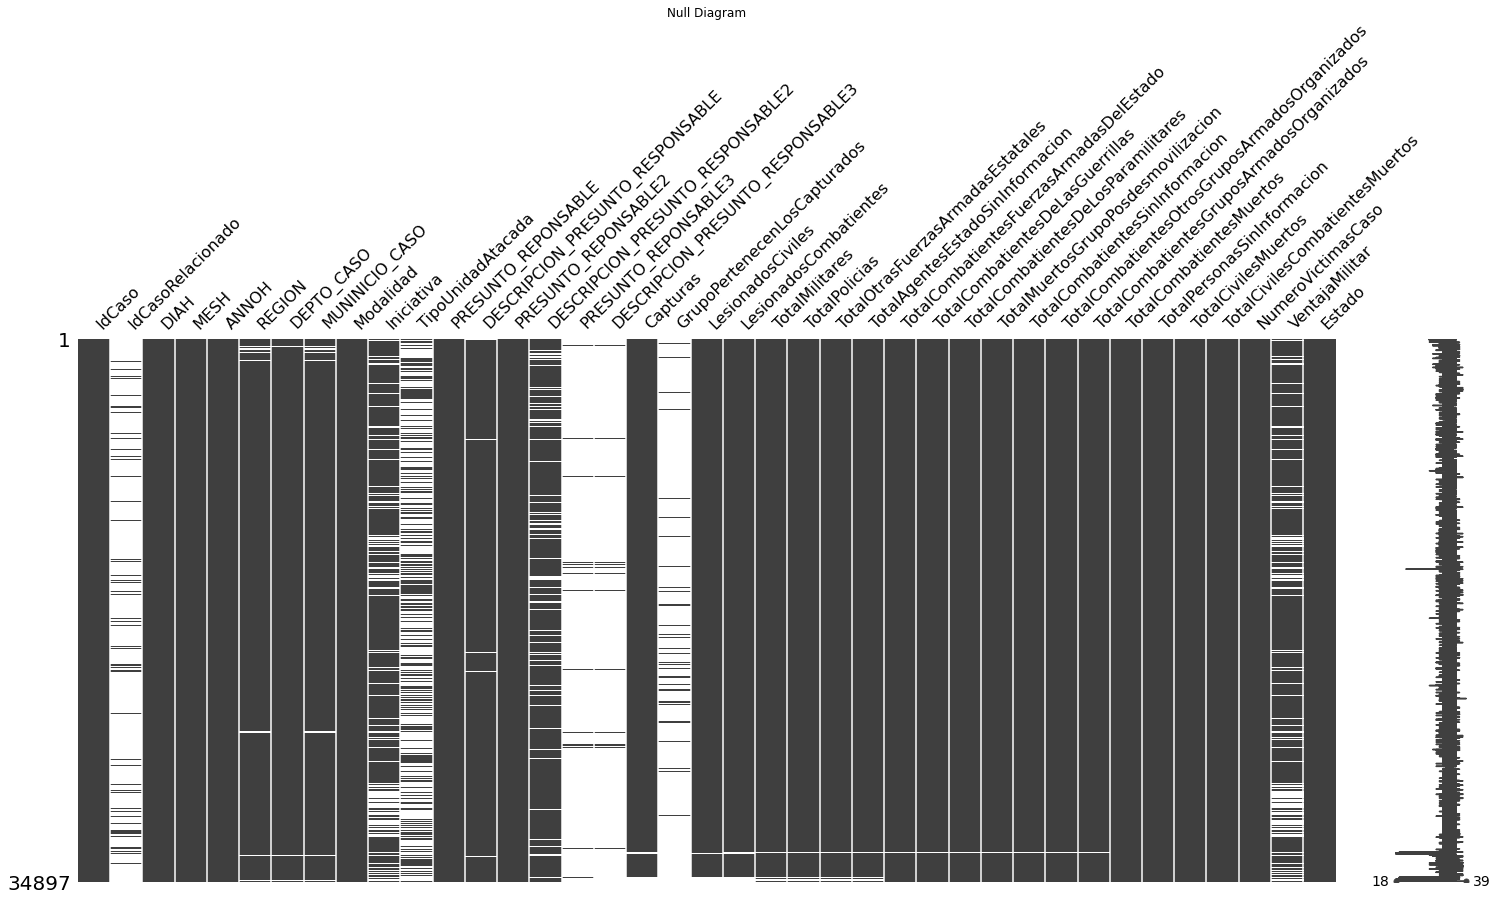 Null Diagram
IdCaso
IdCasoRelacionado
DIAH
MESH
ANNOH
REGION
DEPTO_CASO
MUNINICIO_CASO
Modalidad
Iniciativa
TipoUnidadAtacada
PRESUNTO_REPONSABLE
DESCRIPCION_PRESUNTO_RESPONSABLE
PRESUNTO_REPONSABLE2
DESCRIPCION_PRESUNTO_RESPONSABLE2
PRESUNTO_REPONSABLE3
DESCRIPCION_PRESUNTO_RESPONSABLE3
Capturas
GrupoPertenecenLosCapturados
LesionadosCiviles
LesionadosCombatientes
TotalMilitares
TotalPolicias
TotalOtrasFuerzasArmadasEstatales
TotalAgentesEstadoSinInformacion
TotalCombatientesFuerzasArmadasDelEstado
TotalCombatientesDeLasGuerrillas
TotalCombatientesDeLosParamilitares
TotalMuertosGrupoPosdesmovilizacion
TotalCombatientesSinInformacion
TotalCombatientesOtrosGruposArmadosOrganizados
TotalCombatientesGruposArmadosOrganizados
TotalCombatientesMuertos
TotalPersonasSinInformacion
TotalCivilesMuertos
TotalCivilesCombatientesMuertos
NumeroVictimasCaso
VentajaMilitar
Estado
1
34897
18
39